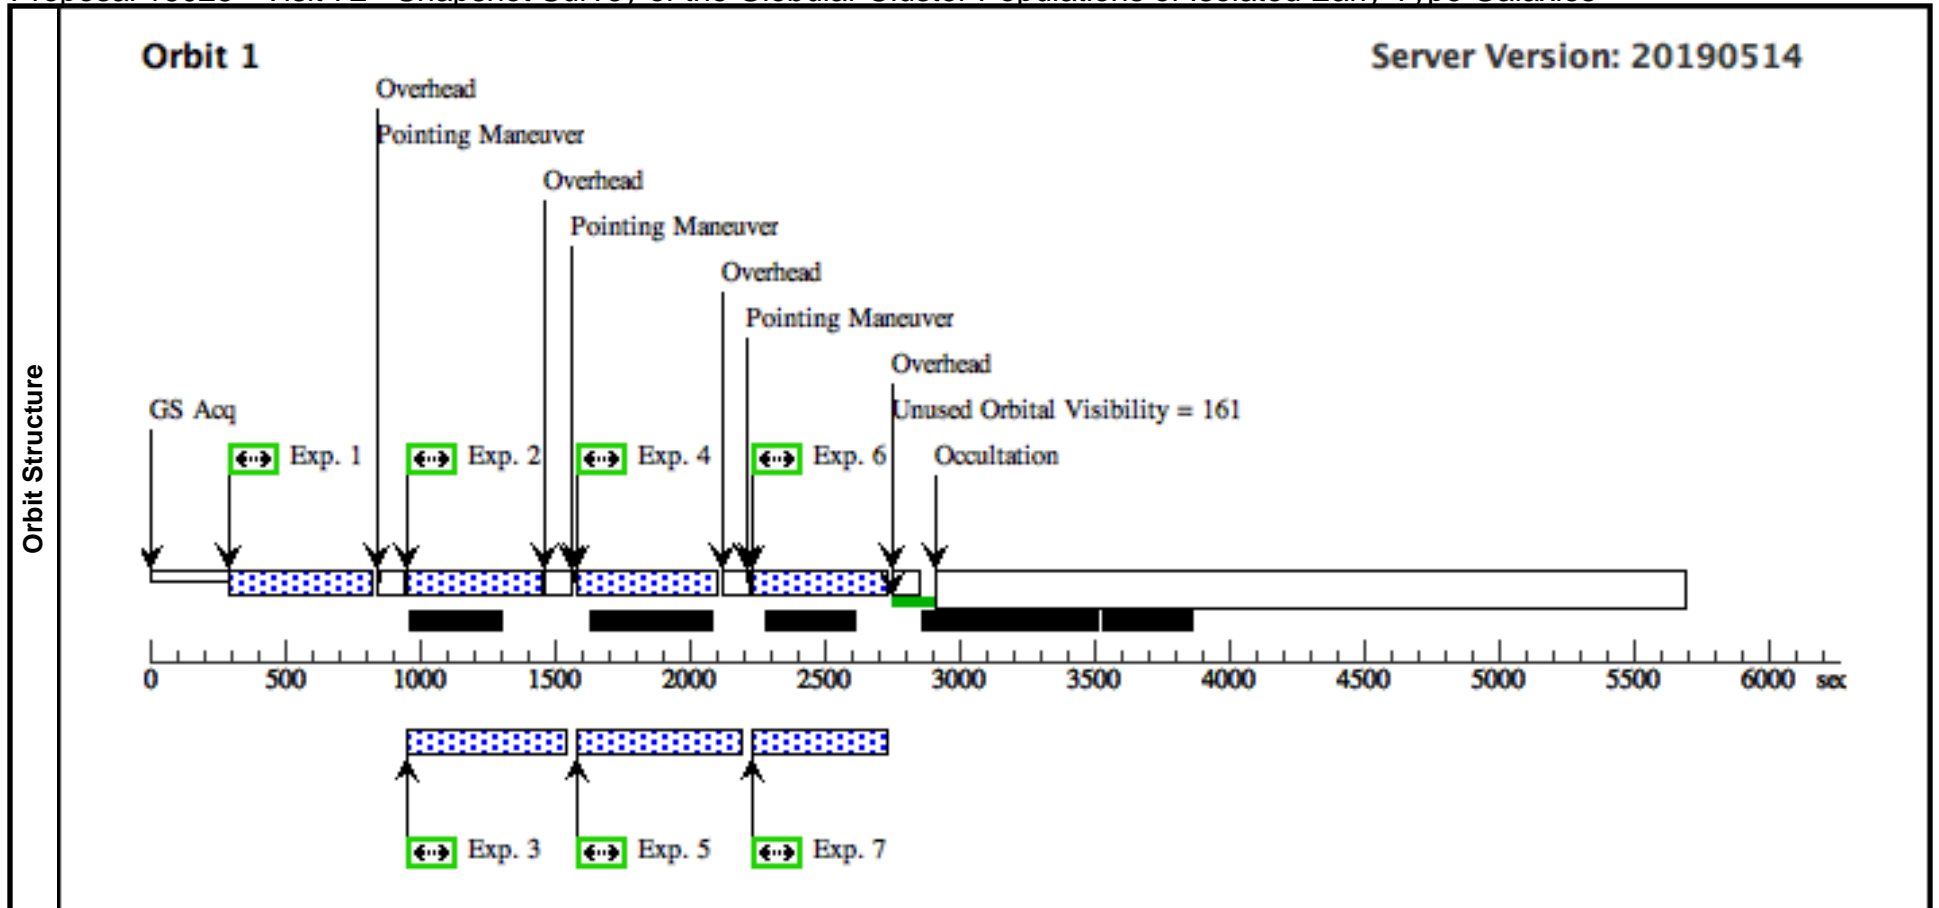 Orbit 1
Server Version: 20190514
Overhead
Pointing Maneuver
Overhead
Pointing Maneuver
Overhead
Pointing Maneuver
Overhead
GS Acq
Unused Orbital Visibility = 161
Exp. 1
Exp. 2
Exp. 4
Exp. 6
Occultation
Orbit Structure
0 500 1000 1500 2000 2500 3000 3500 4000 4500 5000 5500 6000 sec
Exp. 3
Exp. 5
Exp. 7